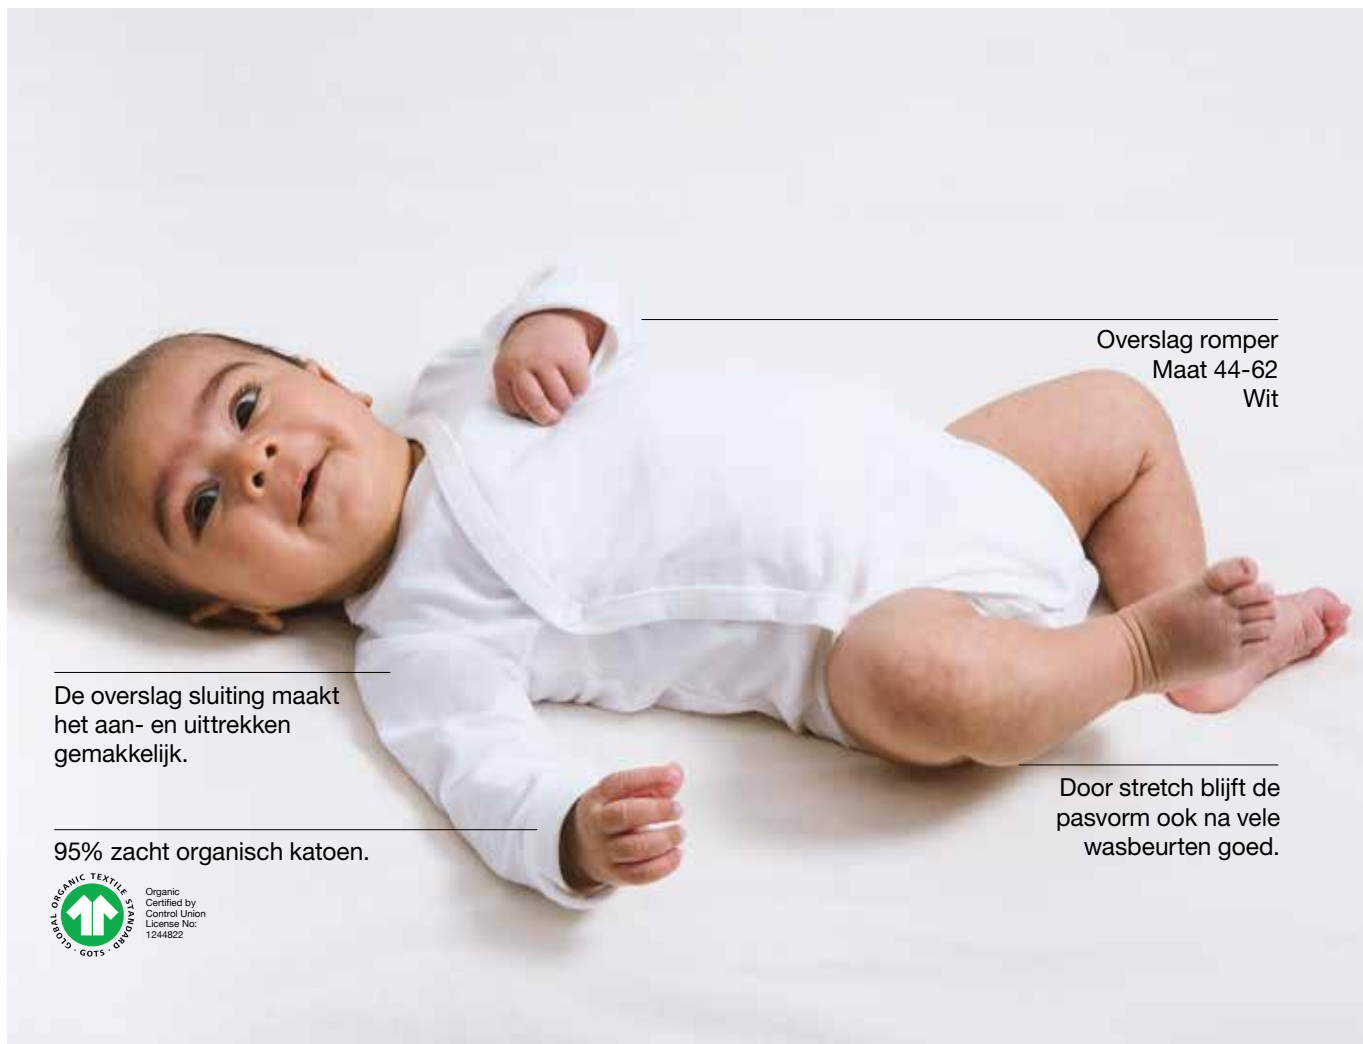 Overslag romper
Maat 44-62
Wit
De overslag sluiting maakt
het aan- en uittrekken
gemakkelijk.
Door stretch blijft de
pasvorm ook na vele
wasbeurten goed.
95% zacht organisch katoen.
GLOBAL ORGANIC TEXTILE STANDARD · GOTS ·
Organic
Certified by
Control Union
License No:
1244822